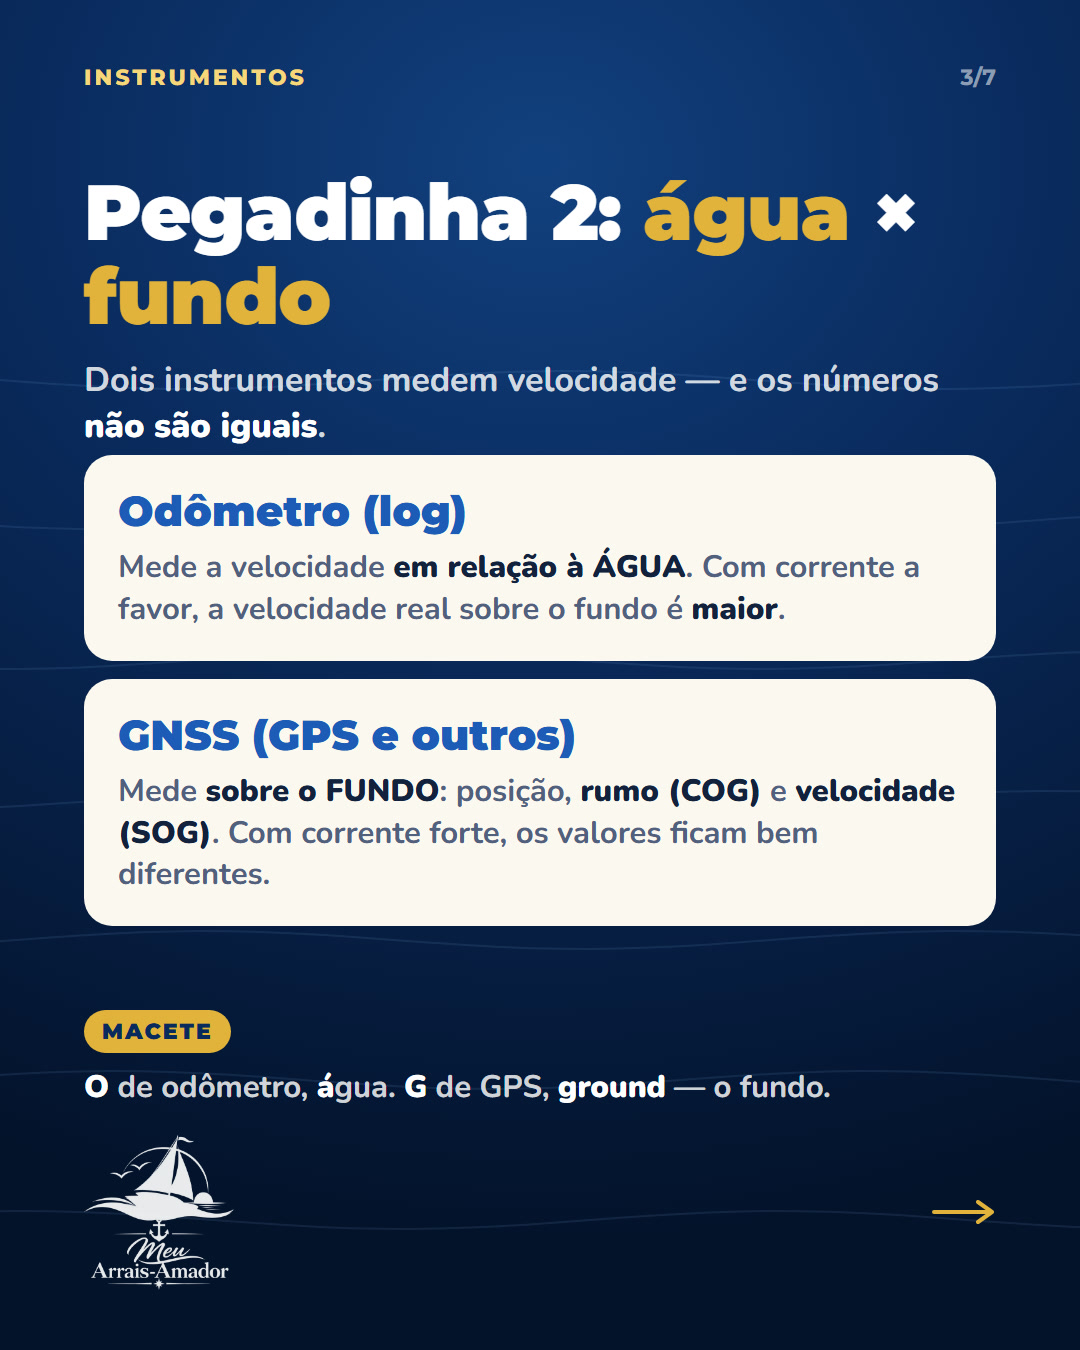 INSTRUMENTOS
3/7
Pegadinha 2: água ×
fundo
Dois instrumentos medem velocidade — e os números
não são iguais.
Odômetro (log)
Mede a velocidade em relação à ÁGUA. Com corrente a
favor, a velocidade real sobre o fundo é maior.
GNSS (GPS e outros)
Mede sobre o FUNDO: posição, rumo (COG) e velocidade
(SOG). Com corrente forte, os valores ficam bem
diferentes.
MACETE
O de odômetro, água. G de GPS, ground — o fundo.
Meu
Arrais-Amador